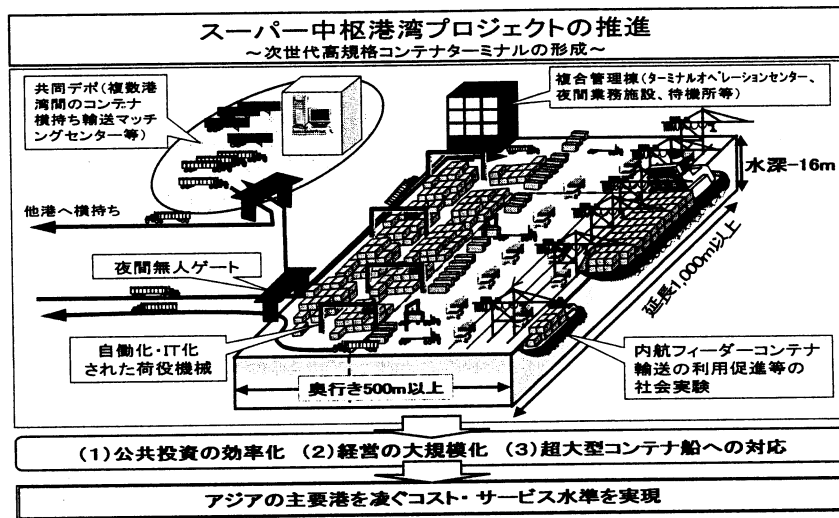 スーパー中枢港湾プロジェクトの推進
～次世代高規格コンテナターミナルの形成～
共同デポ(複数港
湾間のコンテナ
横持ち輸送マッチ
ングセンター等)
複合管理棟(ターミナルオペレーションセンター、
夜間業務施設、待機所等)
水深-16m
他港へ横持ち
夜間無人ゲート
延長1,000m以上
自働化・IT化
された荷役機械
奥行き500m以上
内航フィーダーコンテナ
輸送の利用促進等の
社会実験
(1)公共投資の効率化 (2)経営の大規模化 (3)超大型コンテナ船への対応
アジアの主要港を凌ぐコスト・サービス水準を実現